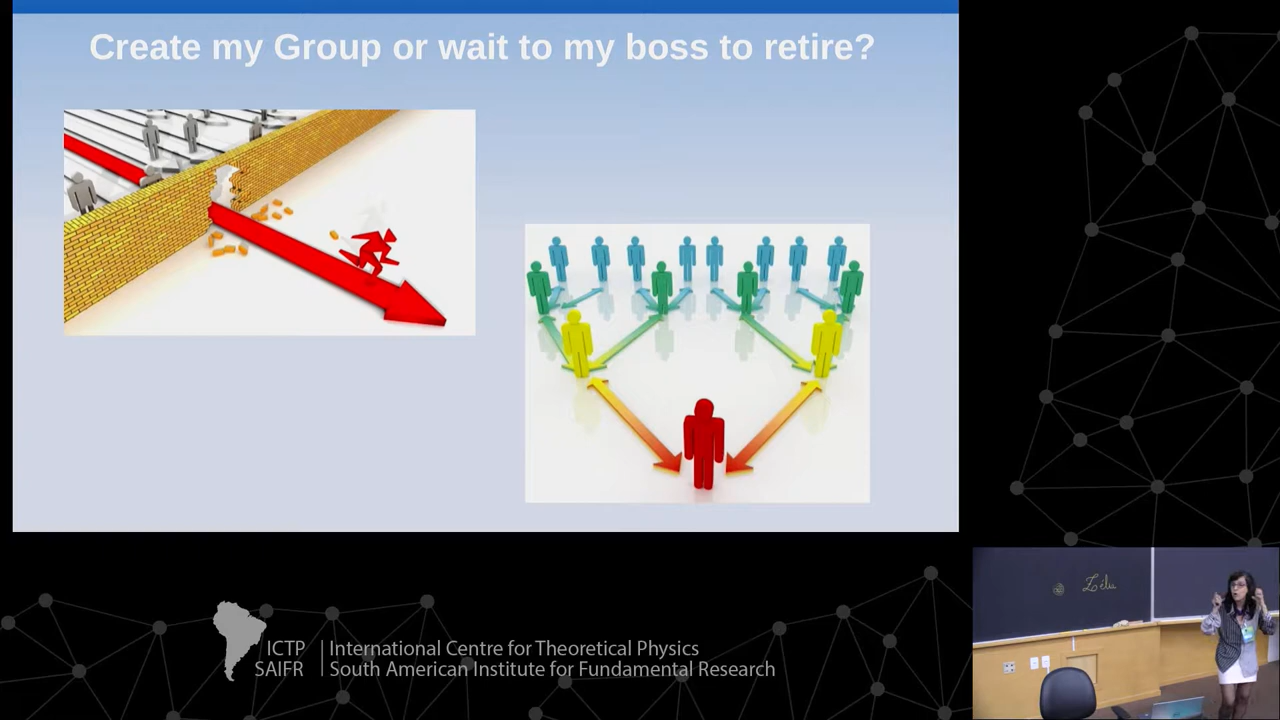 Create my Group or wait to my boss to retire?
Zélu
ICTP
SAIFR
International Centre for Theoretical Physics
South American Institute for Fundamental Research